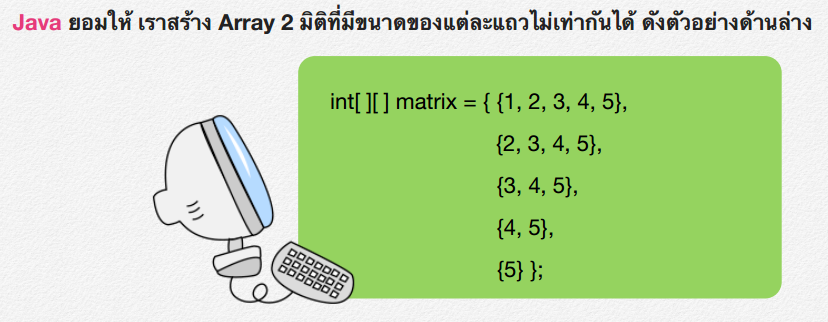 Java ยอมให้ เราสร้าง Array 2 มิติที่มีขนาดของแต่ละแถวไม่เท่ากันได้ ดังตัวอย่างด้านล่าง
int[ ][ ] matrix = { {1, 2, 3, 4, 5},
{2, 3, 4, 5},
{3, 4, 5},
{4, 5},
{5} };